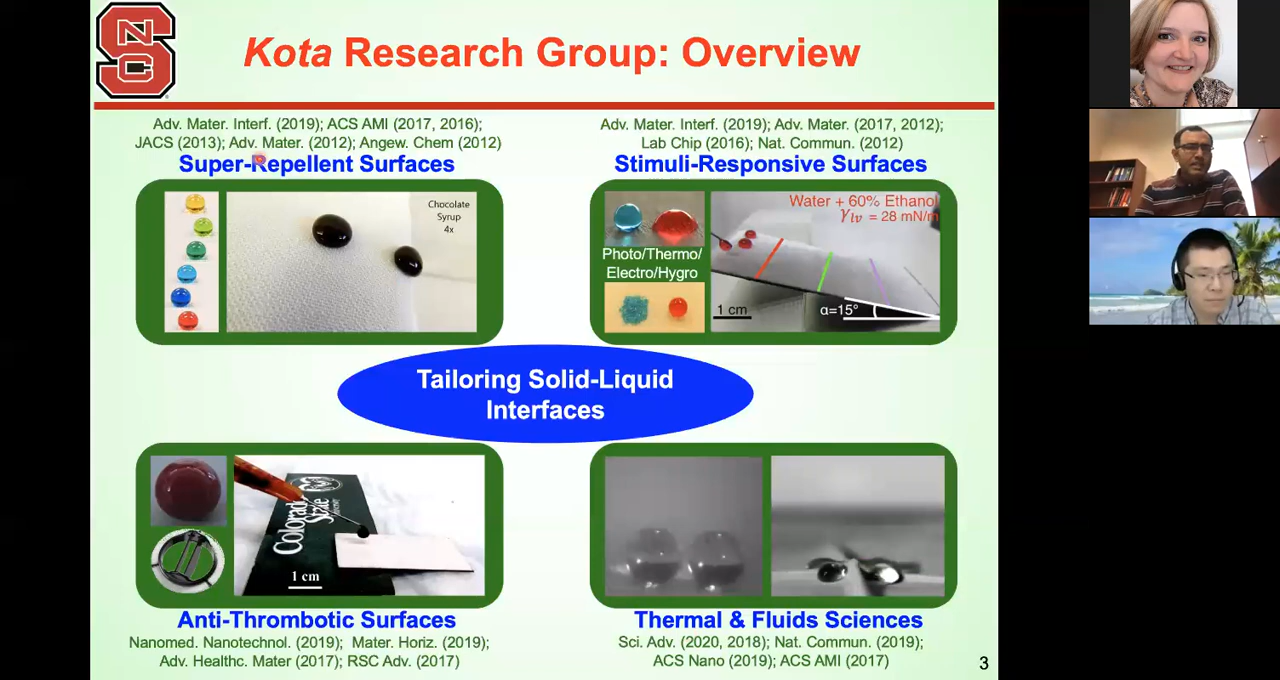 NC
S
Kota Research Group: Overview
Adv. Mater. Interf. (2019); ACS AMI (2017, 2016);
JACS (2013); Adv. Mater. (2012); Angew. Chem (2012)
Super-Repellent Surfaces
Chocolate
Syrup
4x
Adv. Mater. Interf. (2019); Adv. Mater. (2017, 2012);
Lab Chip (2016); Nat. Commun. (2012)
Stimuli-Responsive Surfaces
Photo/Thermo/
Electro/Hygro
Water + 60% Ethanol
γlv = 28 mN/m
1 cm
α=15°
Tailoring Solid-Liquid
Interfaces
Colorado
State
1 cm
Anti-Thrombotic Surfaces
Nanomed. Nanotechnol. (2019); Mater. Horiz. (2019);
Adv. Healthc. Mater (2017); RSC Adv. (2017)
Thermal & Fluids Sciences
Sci. Adv. (2020, 2018); Nat. Commun. (2019);
ACS Nano (2019); ACS AMI (2017)
3